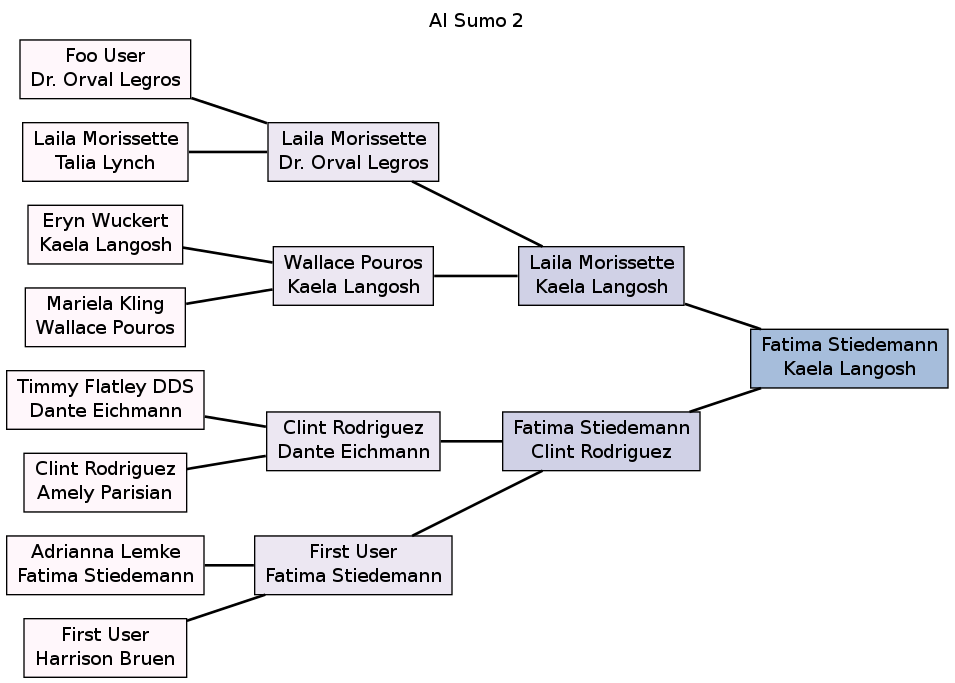 AI Sumo 2
Foo User
Dr. Orval Legros
Laila Morissette
Talia Lynch
Laila Morissette
Dr. Orval Legros
Eryn Wuckert
Kaela Langosh
Wallace Pouros
Kaela Langosh
Laila Morissette
Kaela Langosh
Mariela Kling
Wallace Pouros
Fatima Stiedemann
Kaela Langosh
Timmy Flatley DDS
Dante Eichmann
Clint Rodriguez
Dante Eichmann
Fatima Stiedemann
Clint Rodriguez
Clint Rodriguez
Amely Parisian
Adrianna Lemke
Fatima Stiedemann
First User
Fatima Stiedemann
First User
Harrison Bruen